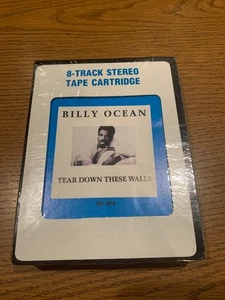 8-TRACK STEREO
TAPE CARTRIDGE
BILLY OCEAN
TEAR DOWN THESE WALLS